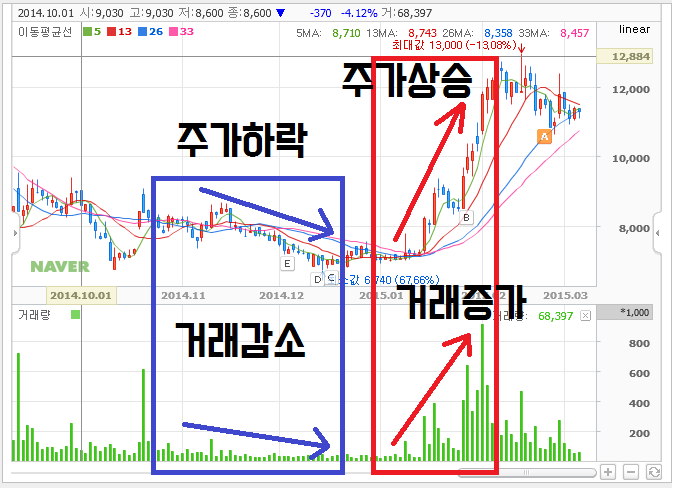 2014.10.01 시:9,030 고:9,030 저:8,600 종:8,600 ▼ -370 -4.12% 거:68,397
이동평균선 5 13 26 33 5MA: 8,710 13MA: 8,743 26MA: 8,358 33MA: 8,457 linear
최대값 13,000 (-13,08%)
12,884
주가상승
12,000
주가하락
10,000
A
B
8,000
E
D C
NAVER
6,740 (67,66%)
2014.10.01 2014.11 2014.12 2015.01 2015.03
거래증가
거래량 68,397 *1,000
거래감소
800
600
400
200